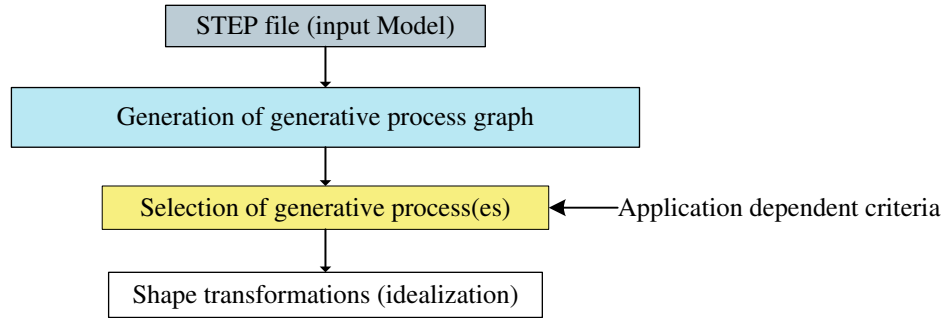 STEP file (input Model)
Generation of generative process graph
Selection of generative process(es)
Application dependent criteria
Shape transformations (idealization)